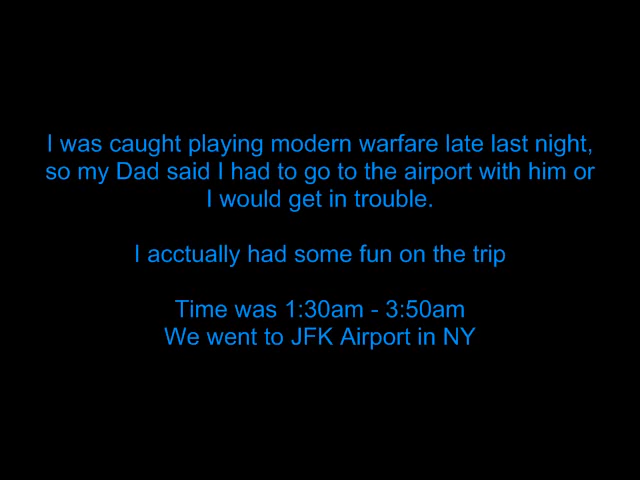 I was caught playing modern warfare late last night,
so my Dad said I had to go to the airport with him or
I would get in trouble.
I acctually had some fun on the trip
Time was 1:30am - 3:50am
We went to JFK Airport in NY